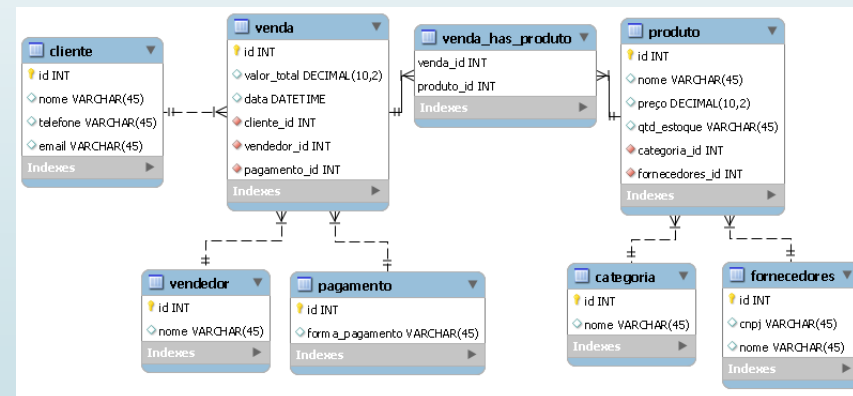 cliente
id INT
nome VARCHAR(45)
telefone VARCHAR(45)
email VARCHAR(45)
Indexes
venda
id INT
valor_total DECIMAL(10,2)
data DATETIME
cliente_id INT
vendedor_id INT
pagamento_id INT
Indexes
venda_has_produto
venda_id INT
produto_id INT
Indexes
produto
id INT
nome VARCHAR(45)
preço DECIMAL(10,2)
qtd_estoque VARCHAR(45)
categoria_id INT
fornecedores_id INT
Indexes
vendedor
id INT
nome VARCHAR(45)
Indexes
pagamento
id INT
forma_pagamento VARCHAR(45)
Indexes
categoria
id INT
nome VARCHAR(45)
Indexes
fornecedores
id INT
cnpj VARCHAR(45)
nome VARCHAR(45)
Indexes